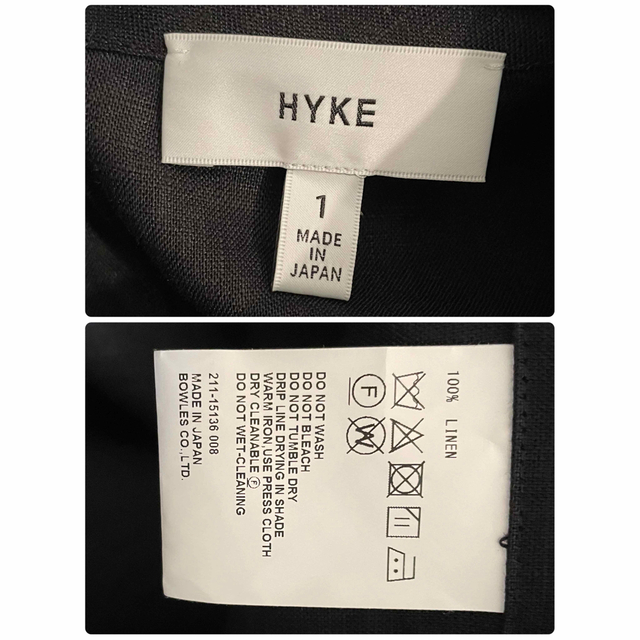 HYKE
1
MADE
IN
JAPAN
100% LINEN
F
W
DO NOT WASH
DO NOT BLEACH
DO NOT TUMBLE DRY
DRIP LINE DRYING IN SHADE
WARM IRON USE PRESS CLOTH
DRY CLEANABLE Ⓕ
DO NOT WET-CLEANING
211-15136 008
MADE IN JAPAN
BOWLES CO.,LTD.